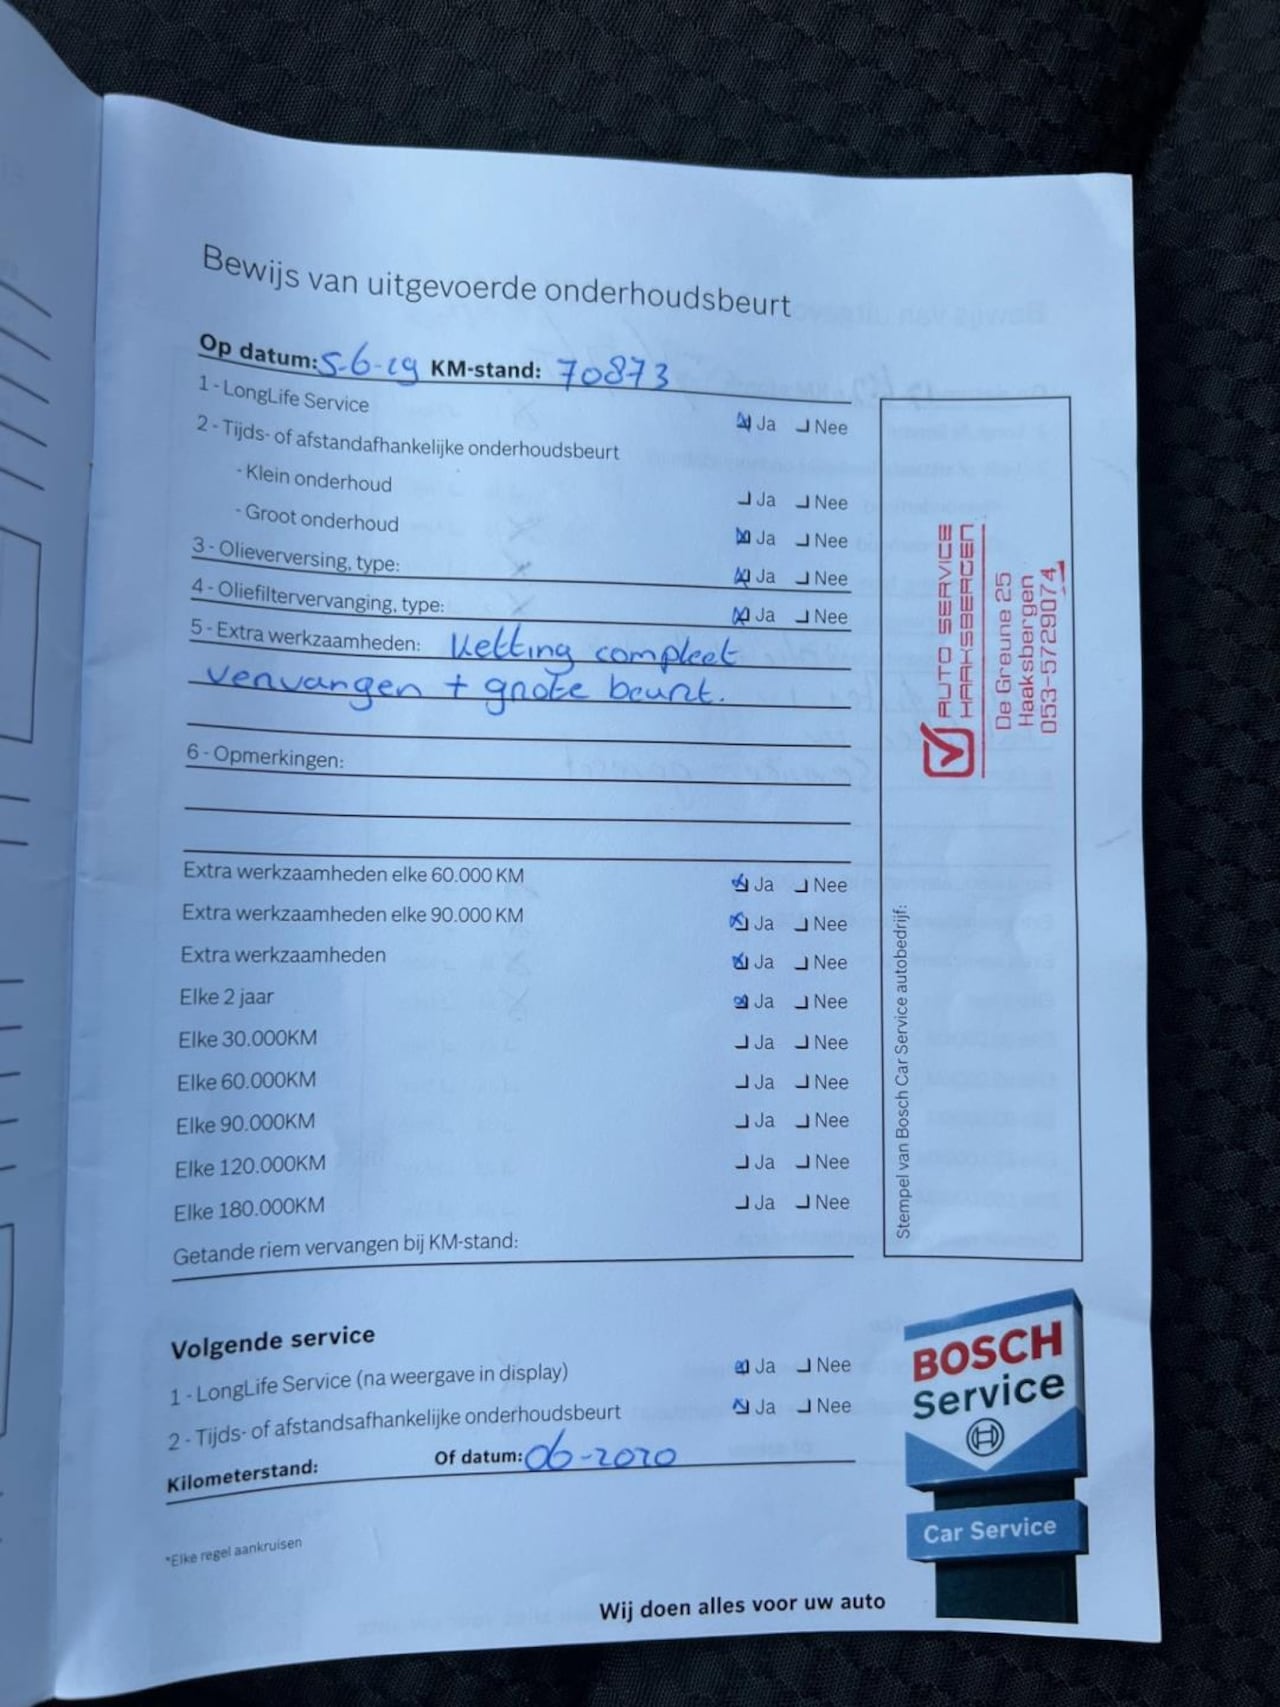 Bewijs van uitgevoerde onderhoudsbeurt
Op datum: 5-6-19 KM-stand: 70873
1 - LongLife Service Ja Nee
2 - Tijds- of afstandafhankelijke onderhoudsbeurt
- Klein onderhoud Ja Nee
- Groot onderhoud Ja Nee
3 - Olieverversing, type: Ja Nee
4 - Oliefiltervervanging, type: Ja Nee
5 - Extra werkzaamheden: Ketting compleet
vervangen + grote beurt.
6 - Opmerkingen:
Extra werkzaamheden elke 60.000 KM Ja Nee
Extra werkzaamheden elke 90.000 KM Ja Nee
Extra werkzaamheden Ja Nee
Elke 2 jaar Ja Nee
Elke 30.000KM Ja Nee
Elke 60.000KM Ja Nee
Elke 90.000KM Ja Nee
Elke 120.000KM Ja Nee
Elke 180.000KM Ja Nee
Getande riem vervangen bij KM-stand:
Stempel van Bosch Car Service autobedrijf:
AUTO SERVICE
HAAKSBERGEN
De Greune 25
Haaksbergen
053-5729074
Volgende service
1 - LongLife Service (na weergave in display) Ja Nee
2 - Tijds- of afstandsafhankelijke onderhoudsbeurt Ja Nee
Kilometerstand: Of datum: 06-2020
*Elke regel aankruisen
BOSCH
Service
Car Service
Wij doen alles voor uw auto